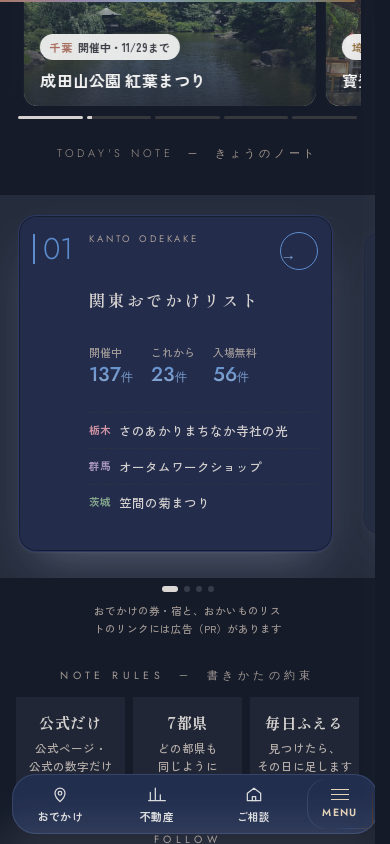 千葉 開催中・11/29まで
成田山公園 紅葉まつり
TODAY'S NOTE — きょうのノート
01
KANTO ODEKAKE
→
関東おでかけリスト
開催中 これから 入場無料
137件 23件 56件
栃木 さのあかりまちなか寺社の光
群馬 オータムワークショップ
茨城 笠間の菊まつり
おでかけの券・宿と、おかいものリス
トのリンクには広告（PR）があります
NOTE RULES — 書きかたの約束
公式だけ
公式ページ・
公式の数字だけ
7都県
どの都県も
同じように
毎日ふえる
見つけたら、
その日に足します
おでかけ
不動産
ご相談
MENU
FOLLOW